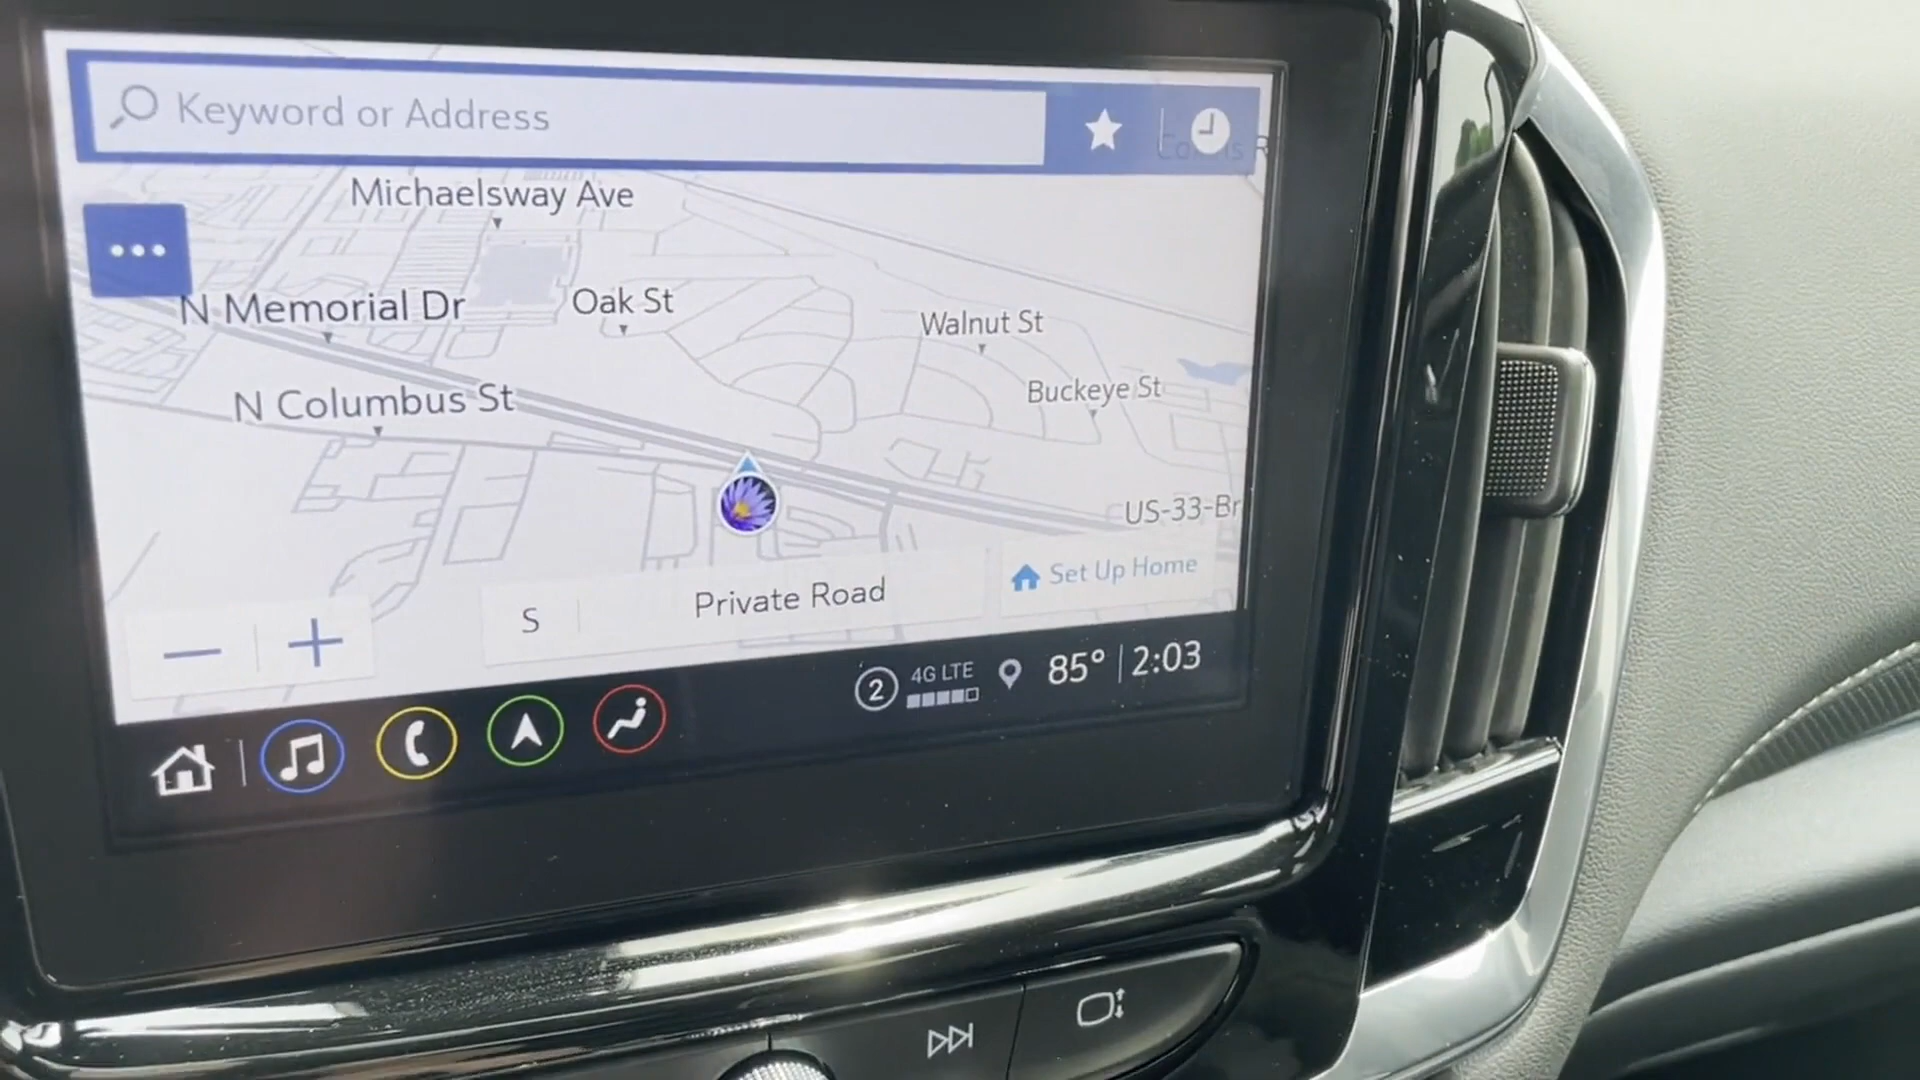 Keyword or Address
Michaelsway Ave
N Memorial Dr
Oak St
Walnut St
N Columbus St
Buckeye St
US-33-Br
Set Up Home
S
Private Road
2
4G LTE
85° | 2:03